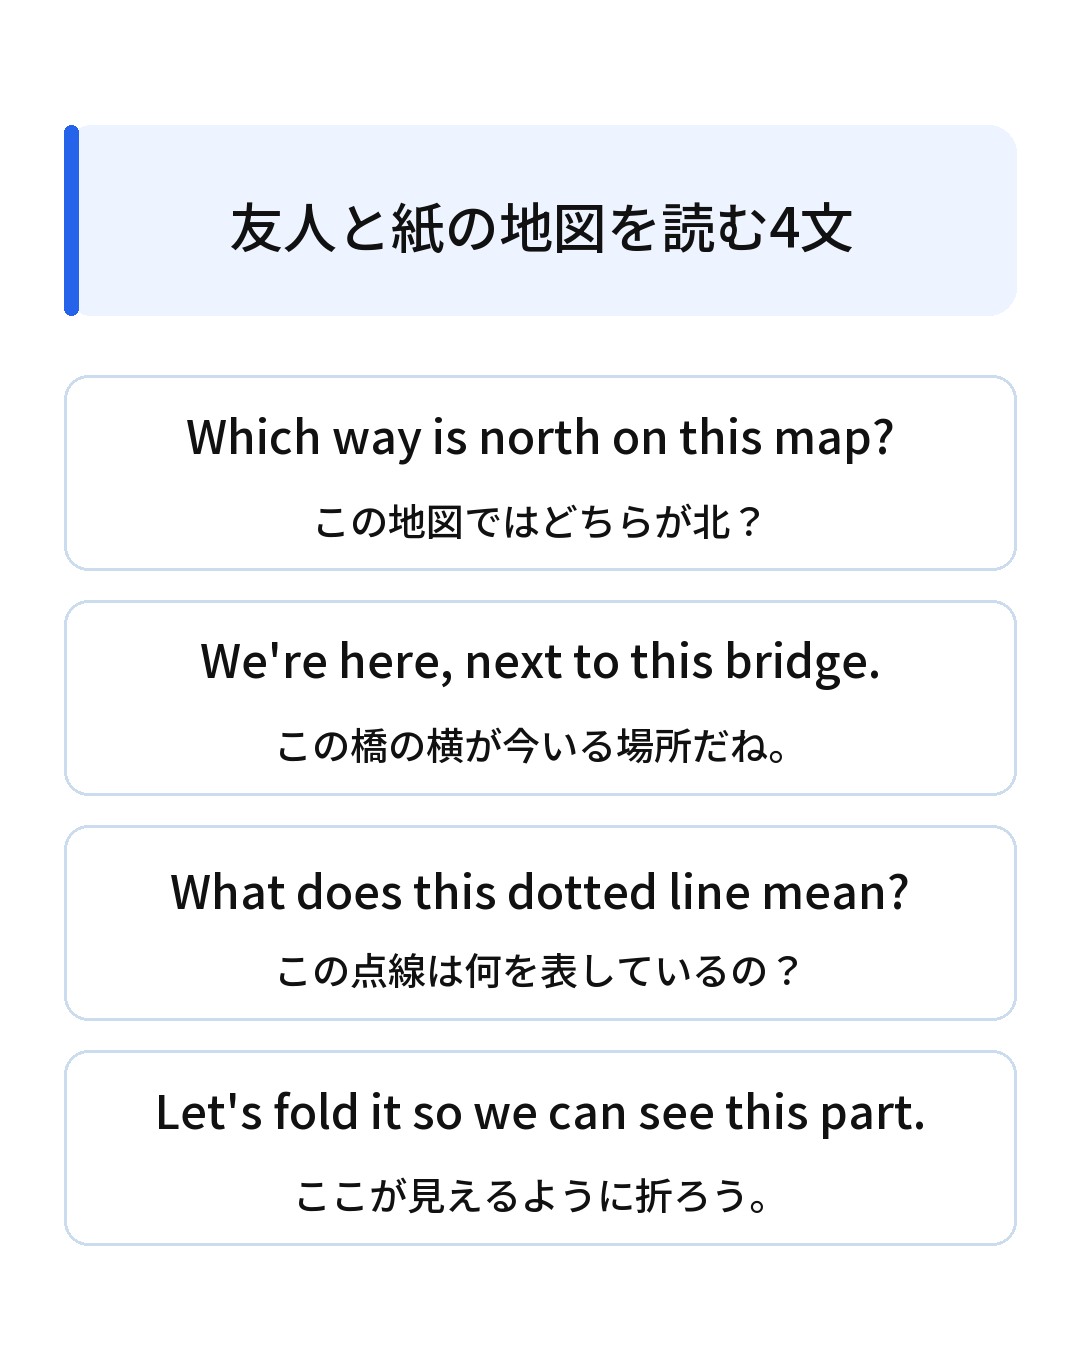 友人と紙の地図を読む4文
Which way is north on this map?
この地図ではどちらが北？
We're here, next to this bridge.
この橋の横が今いる場所だね。
What does this dotted line mean?
この点線は何を表しているの？
Let's fold it so we can see this part.
ここが見えるように折ろう。